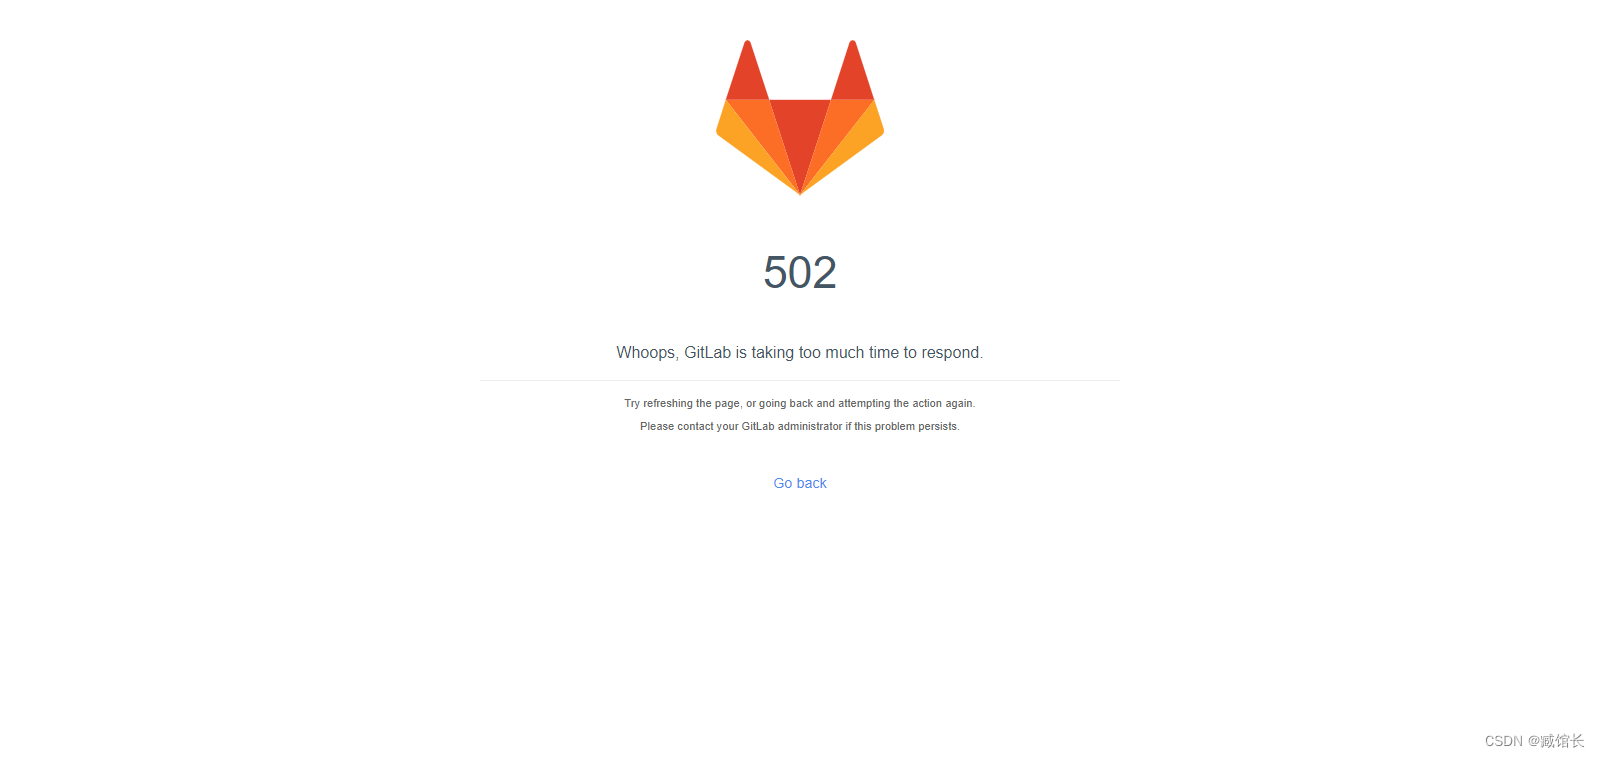 502
Whoops, GitLab is taking too much time to respond.
Try refreshing the page, or going back and attempting the action again.
Please contact your GitLab administrator if this problem persists.
Go back
CSDN @臧馆长